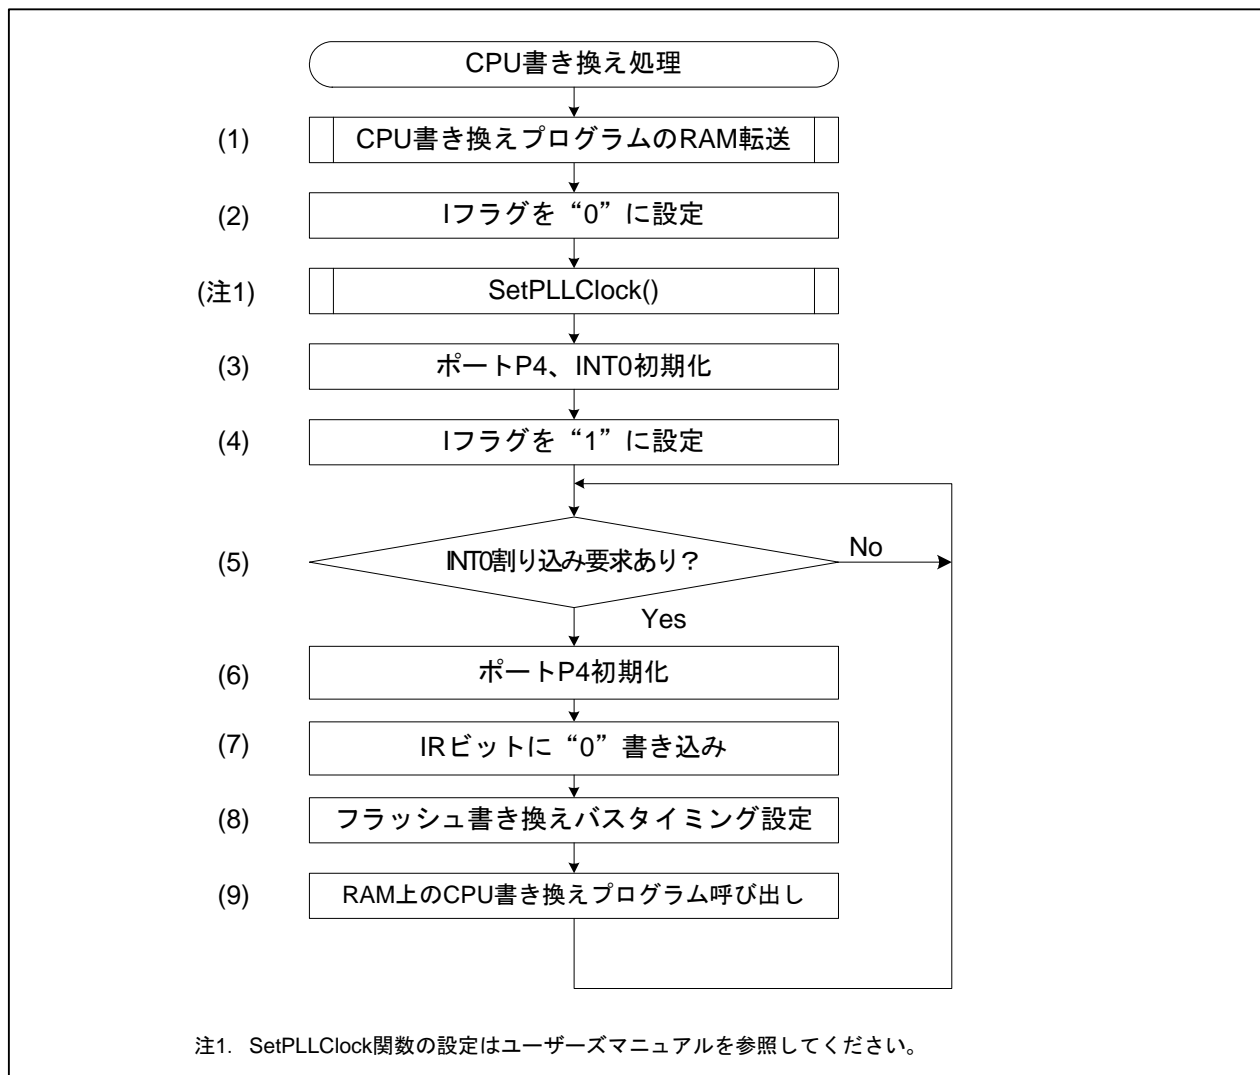 CPU書き換え処理
(1) CPU書き換えプログラムのRAM転送
(2) Iフラグを“0”に設定
(注1) SetPLLClock()
(3) ポートP4、INT0初期化
(4) Iフラグを“1”に設定
(5) INT0割り込み要求あり？ No
Yes
(6) ポートP4初期化
(7) IRビットに“0”書き込み
(8) フラッシュ書き換えバスタイミング設定
(9) RAM上のCPU書き換えプログラム呼び出し
注1. SetPLLClock関数の設定はユーザーズマニュアルを参照してください。